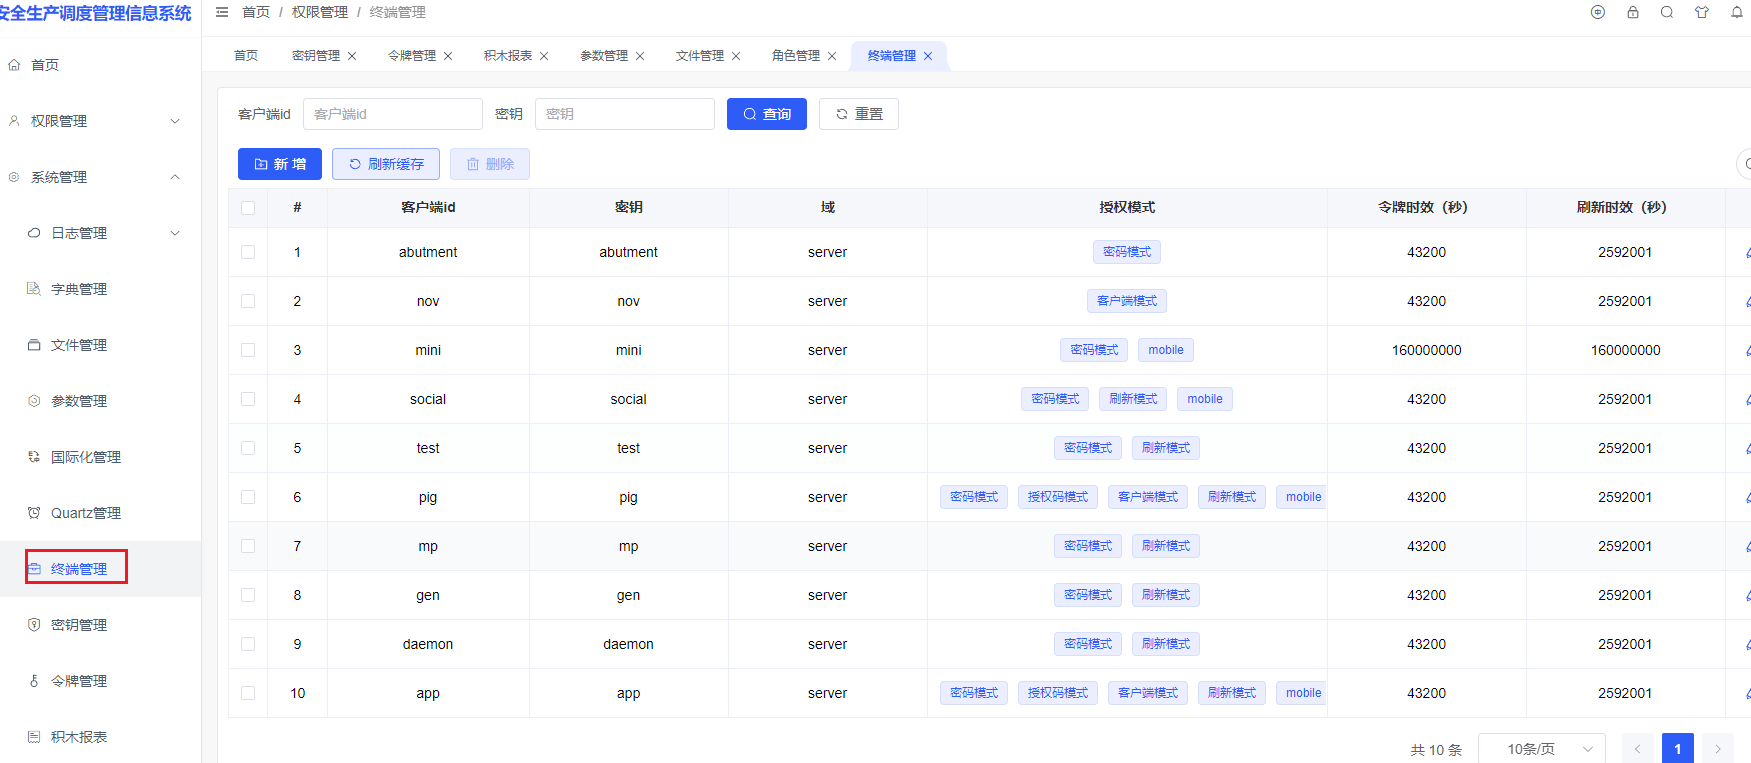 安全生产调度管理信息系统
首页 / 权限管理 / 终端管理
首页 密钥管理 令牌管理 积木报表 参数管理 文件管理 角色管理 终端管理
首页
权限管理
系统管理
日志管理
字典管理
文件管理
参数管理
国际化管理
Quartz管理
终端管理
密钥管理
令牌管理
积木报表
客户端id 客户端id 密钥 密钥 查询 重置
新增 刷新缓存 删除
# 客户端id 密钥 域 授权模式 令牌时效（秒） 刷新时效（秒）
1 abutment abutment server 密码模式 43200 2592001
2 nov nov server 客户端模式 43200 2592001
3 mini mini server 密码模式 mobile 160000000 160000000
4 social social server 密码模式 刷新模式 mobile 43200 2592001
5 test test server 密码模式 刷新模式 43200 2592001
6 pig pig server 密码模式 授权码模式 客户端模式 刷新模式 mobile 43200 2592001
7 mp mp server 密码模式 刷新模式 43200 2592001
8 gen gen server 密码模式 刷新模式 43200 2592001
9 daemon daemon server 密码模式 刷新模式 43200 2592001
10 app app server 密码模式 授权码模式 客户端模式 刷新模式 mobile 43200 2592001
共 10 条 10条/页 1